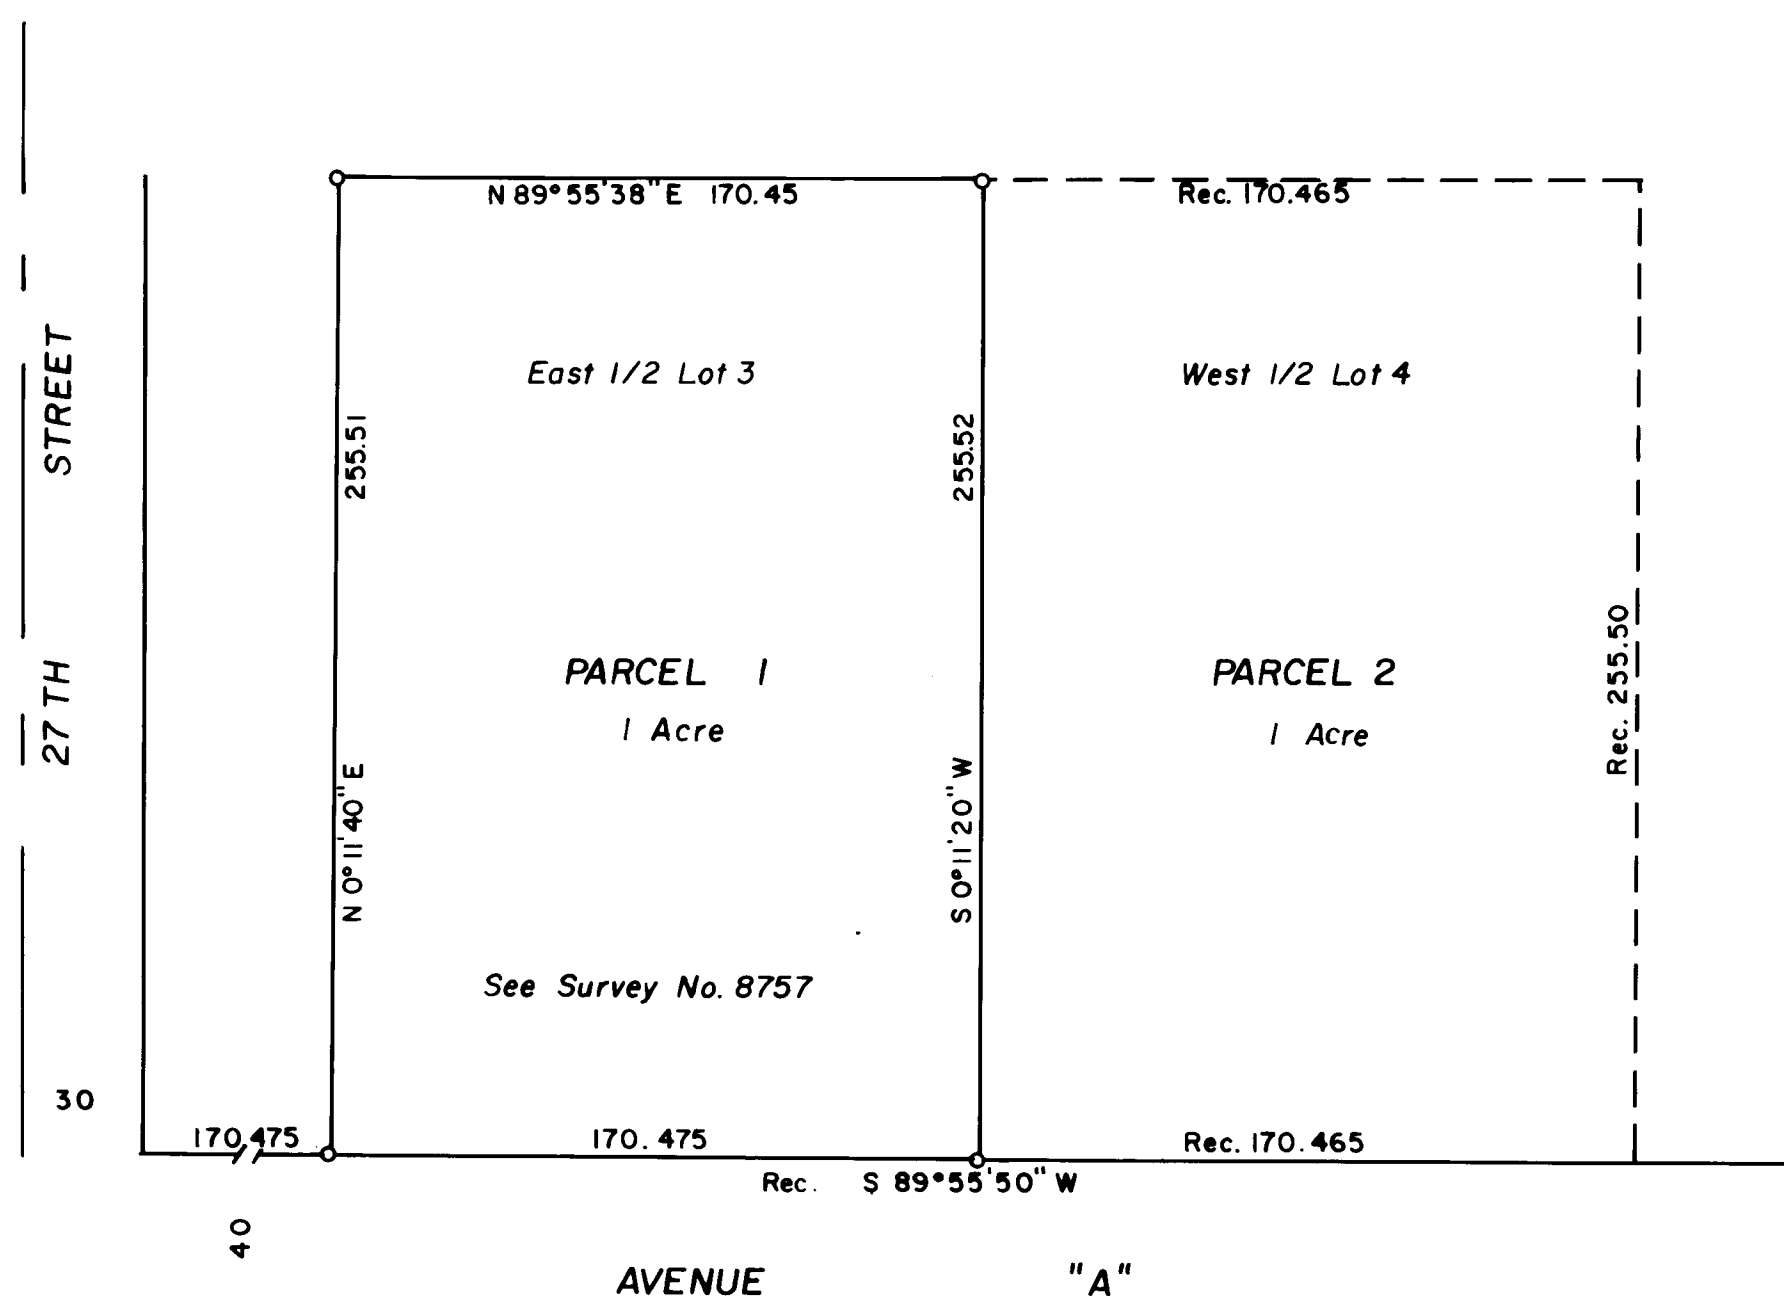 N 89°55'38" E 170.45
Rec. 170.465
27TH STREET
East 1/2 Lot 3
West 1/2 Lot 4
255.51
255.52
Rec. 255.50
PARCEL 1
1 Acre
PARCEL 2
1 Acre
N 0°11'40" E
S 0°11'20" W
See Survey No. 8757
30
170.475
170.475
Rec. 170.465
Rec. S 89°55'50" W
40
AVENUE "A"